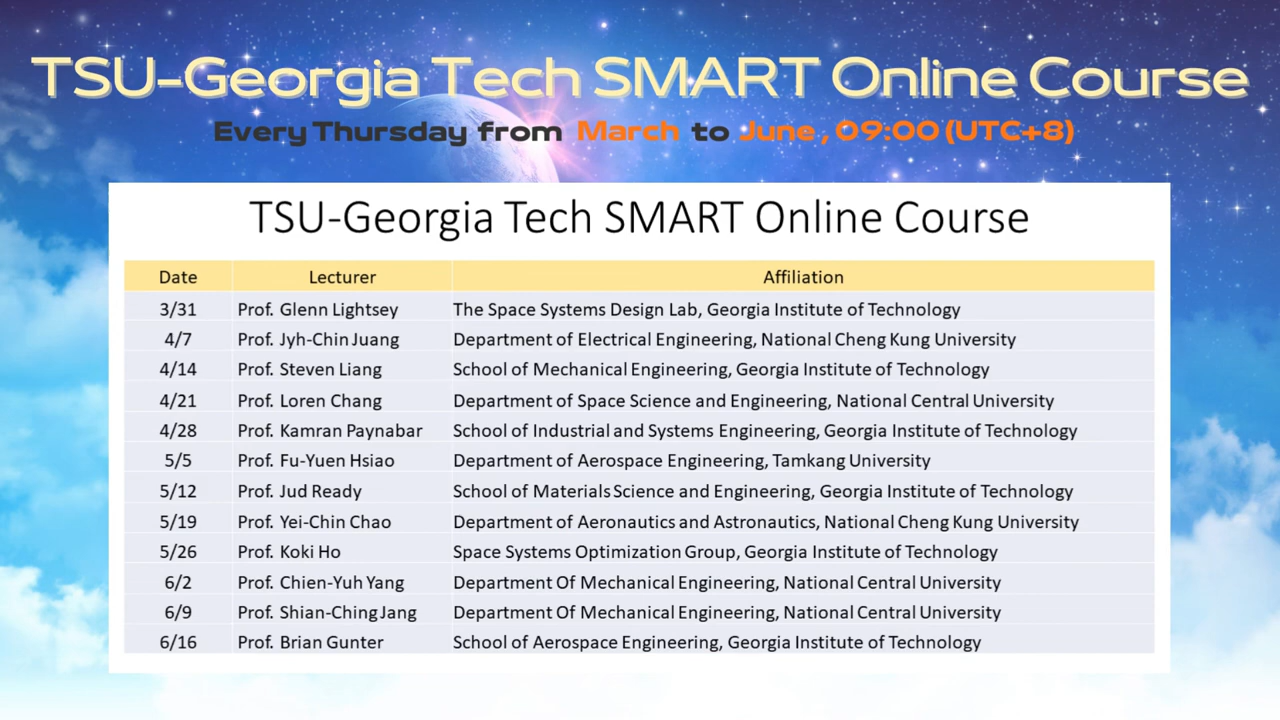 TSU-Georgia Tech SMART Online Course
Every Thursday from March to June, 09:00 (UTC+8)
TSU-Georgia Tech SMART Online Course
Date Lecturer Affiliation
3/31 Prof. Glenn Lightsey The Space Systems Design Lab, Georgia Institute of Technology
4/7 Prof. Jyh-Chin Juang Department of Electrical Engineering, National Cheng Kung University
4/14 Prof. Steven Liang School of Mechanical Engineering, Georgia Institute of Technology
4/21 Prof. Loren Chang Department of Space Science and Engineering, National Central University
4/28 Prof. Kamran Paynabar School of Industrial and Systems Engineering, Georgia Institute of Technology
5/5 Prof. Fu-Yuen Hsiao Department of Aerospace Engineering, Tamkang University
5/12 Prof. Jud Ready School of Materials Science and Engineering, Georgia Institute of Technology
5/19 Prof. Yei-Chin Chao Department of Aeronautics and Astronautics, National Cheng Kung University
5/26 Prof. Koki Ho Space Systems Optimization Group, Georgia Institute of Technology
6/2 Prof. Chien-Yuh Yang Department Of Mechanical Engineering, National Central University
6/9 Prof. Shian-Ching Jang Department Of Mechanical Engineering, National Central University
6/16 Prof. Brian Gunter School of Aerospace Engineering, Georgia Institute of Technology